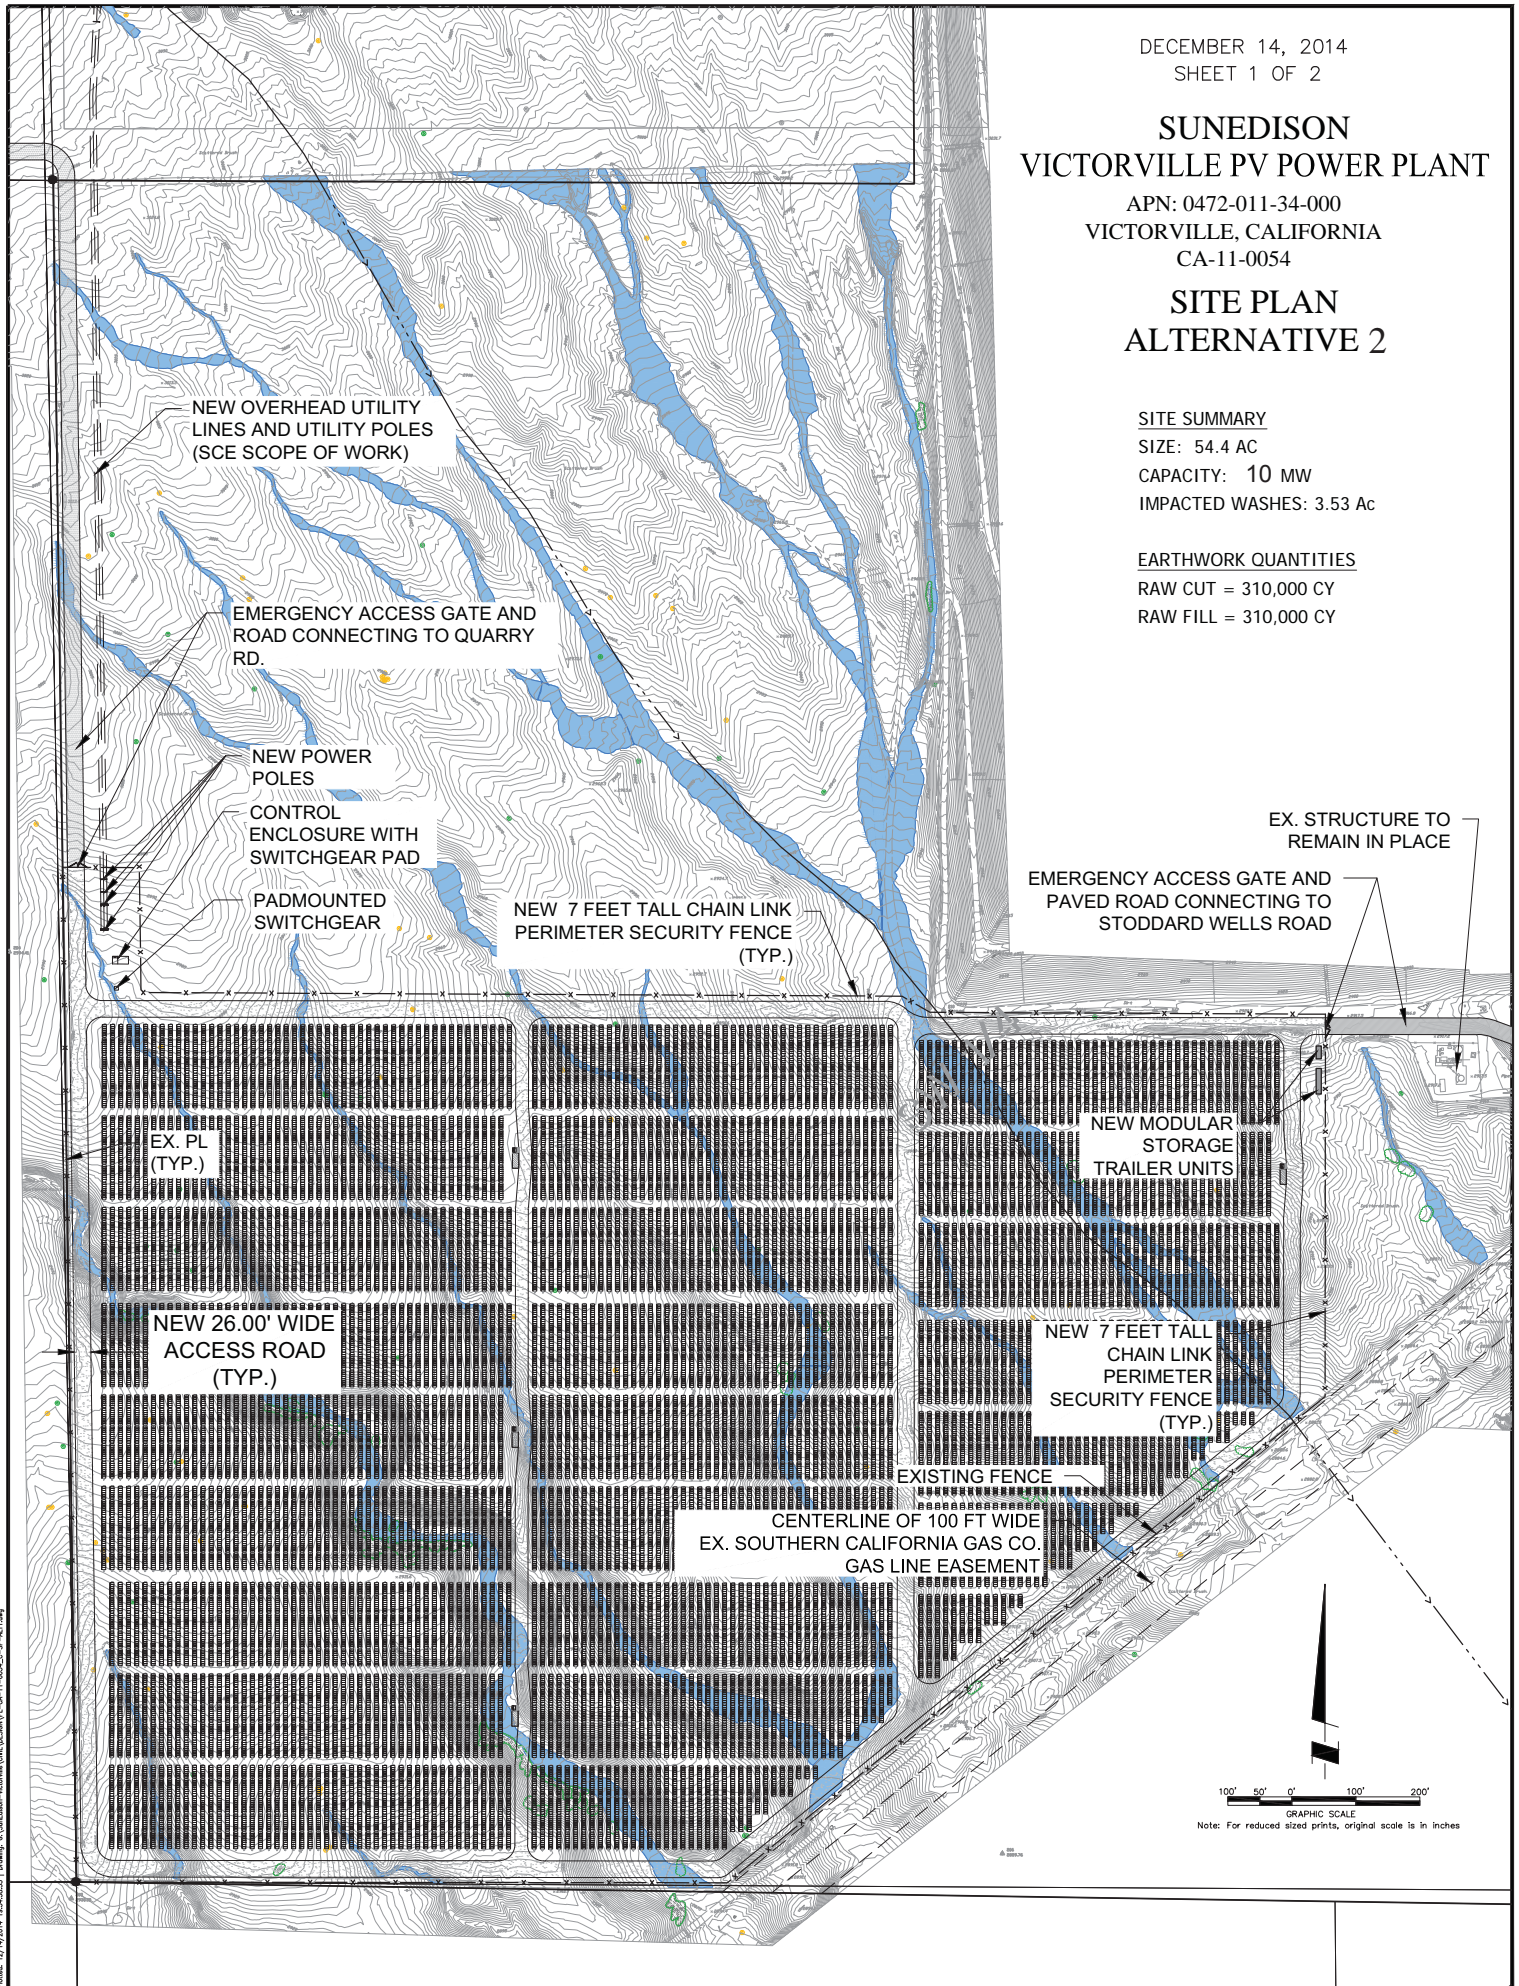 DECEMBER 14, 2014
SHEET 1 OF 2
SUNEDISON
VICTORVILLE PV POWER PLANT
APN: 0472-011-34-000
VICTORVILLE, CALIFORNIA
CA-11-0054
SITE PLAN
ALTERNATIVE 2
SITE SUMMARY
SIZE: 54.4 AC
CAPACITY: 10 MW
IMPACTED WASHES: 3.53 Ac
EARTHWORK QUANTITIES
RAW CUT = 310,000 CY
RAW FILL = 310,000 CY
NEW OVERHEAD UTILITY
LINES AND UTILITY POLES
(SCE SCOPE OF WORK)
EMERGENCY ACCESS GATE AND
ROAD CONNECTING TO QUARRY
RD.
NEW POWER
POLES
CONTROL
ENCLOSURE WITH
SWITCHGEAR PAD
PADMOUNTED
SWITCHGEAR
NEW 7 FEET TALL CHAIN LINK
PERIMETER SECURITY FENCE
(TYP.)
EX. STRUCTURE TO
REMAIN IN PLACE
EMERGENCY ACCESS GATE AND
PAVED ROAD CONNECTING TO
STODDARD WELLS ROAD
EX. PL
(TYP.)
NEW MODULAR
STORAGE
TRAILER UNITS
NEW 26.00' WIDE
ACCESS ROAD
(TYP.)
NEW 7 FEET TALL
CHAIN LINK
PERIMETER
SECURITY FENCE
(TYP.)
EXISTING FENCE
CENTERLINE OF 100 FT WIDE
EX. SOUTHERN CALIFORNIA GAS CO.
GAS LINE EASEMENT
100' 50' 0' 100' 200'
GRAPHIC SCALE
Note: For reduced sized prints, original scale is in inches